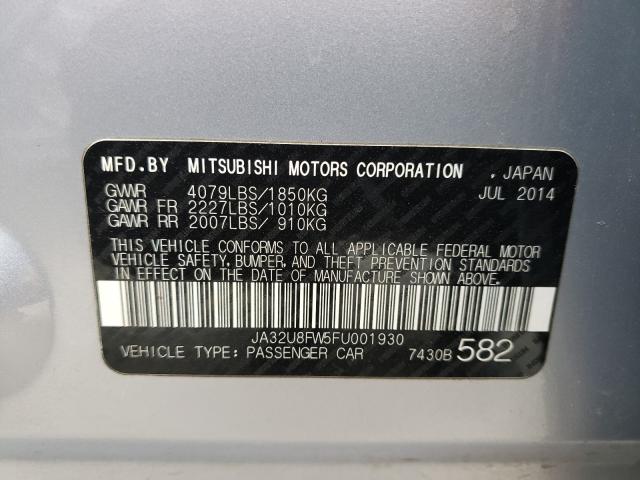 MFD.BY MITSUBISHI MOTORS CORPORATION , JAPAN
GVWR 4079LBS/1850KG JUL 2014
GAWR FR 2227LBS/1010KG
GAWR RR 2007LBS/ 910KG
THIS VEHICLE CONFORMS TO ALL APPLICABLE FEDERAL MOTOR
VEHICLE SAFETY, BUMPER, AND THEFT PREVENTION STANDARDS
IN EFFECT ON THE DATE OF MANUFACTURE SHOWN ABOVE.
JA32U8FW5FU001930
VEHICLE TYPE: PASSENGER CAR 7430B 582